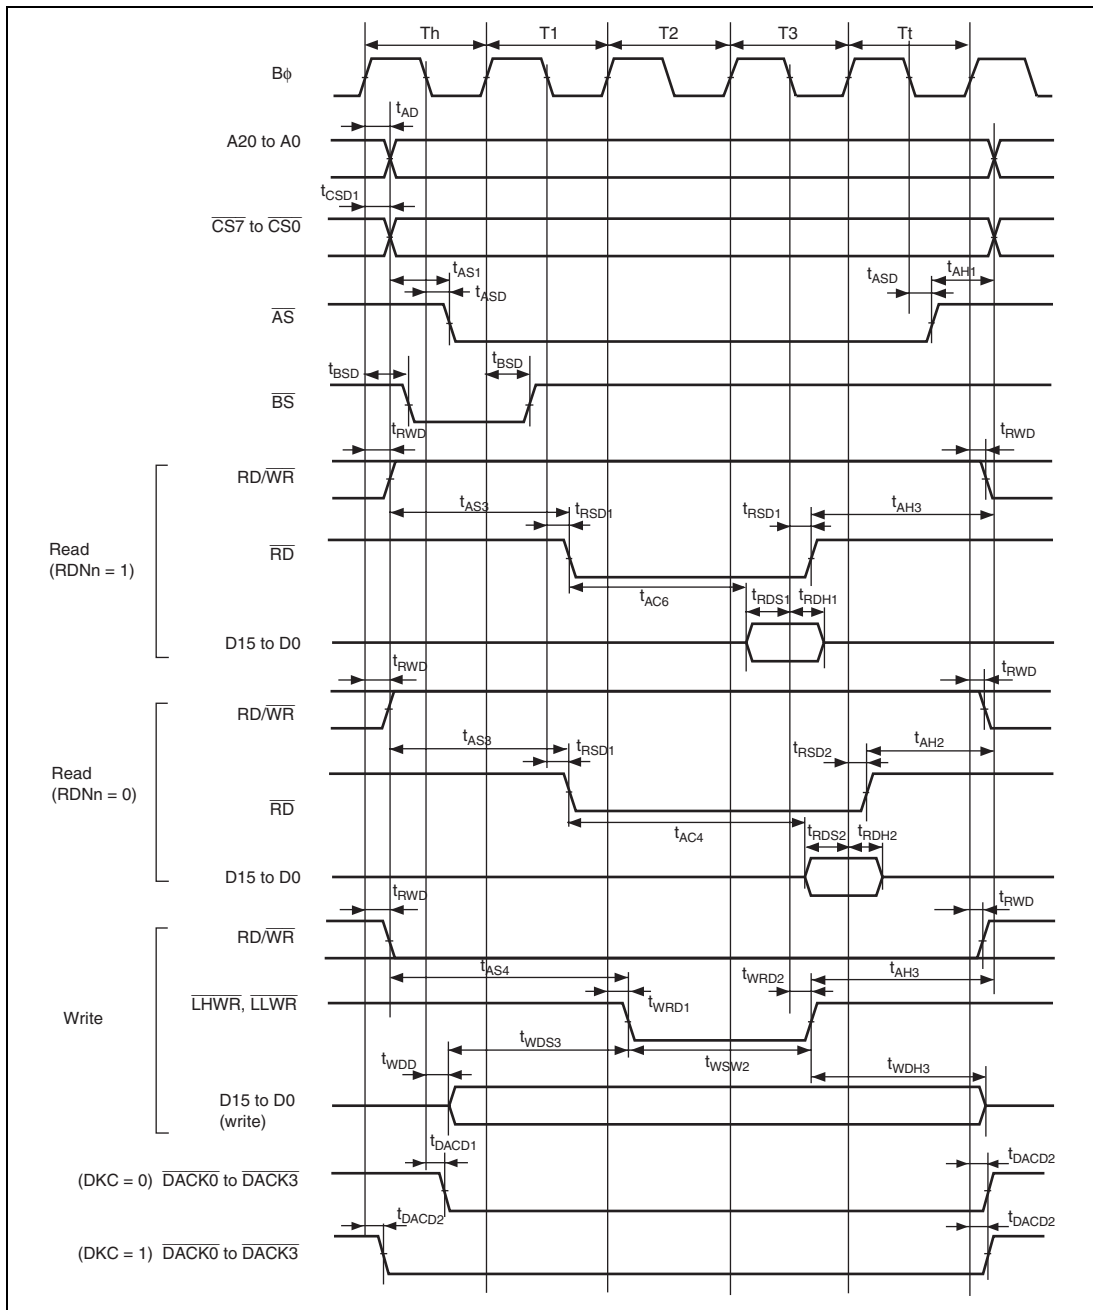 Th T1 T2 T3 Tt
Bφ
tAD
A20 to A0
tCSD1
CS7 to CS0
tAS1 tASD tAH1
tASD
AS
tBSD tBSD
BS
tRWD tRWD
RD/WR
tAS3 tRSD1 tRSD1 tAH3
Read
(RDNn = 1)
RD
tAC6 tRDS1 tRDH1
D15 to D0
tRWD tRWD
RD/WR
tAS3 tRSD1 tRSD2 tAH2
Read
(RDNn = 0)
RD
tAC4 tRDS2 tRDH2
D15 to D0
tRWD tRWD
RD/WR
tAS4 tWRD2 tAH3
LHWR, LLWR
tWRD1
Write
tWDS3 tWSW2
tWDD tWDH3
D15 to D0
(write)
tDACD1 tDACD2
(DKC = 0) DACK0 to DACK3
tDACD2 tDACD2
(DKC = 1) DACK0 to DACK3